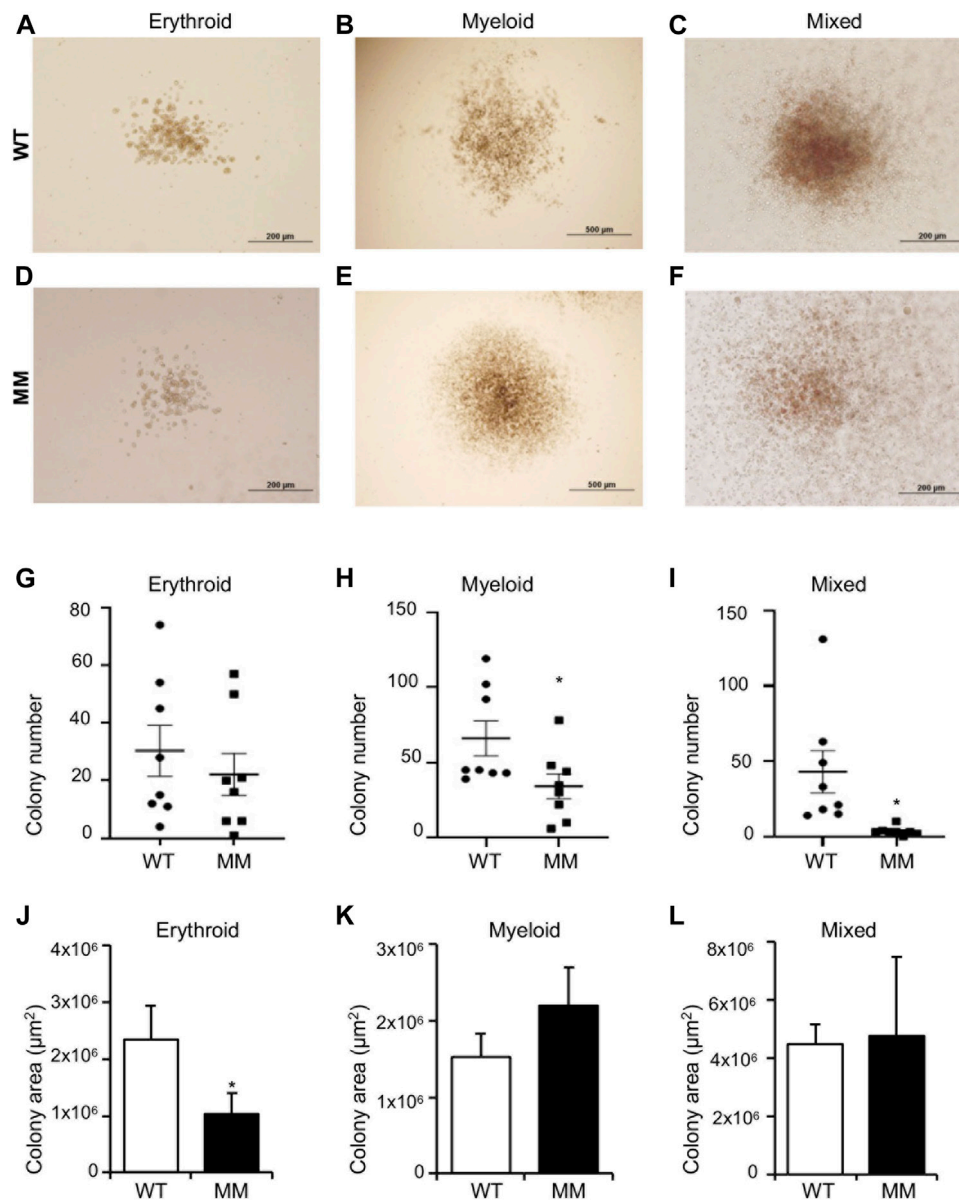 A Erythroid B Myeloid C Mixed
WT
200 µm 500 µm 200 µm
D E F
MM
200 µm 500 µm 200 µm
G Erythroid H Myeloid I Mixed
Colony number
80
60
40
20
0
WT MM
Colony number
150
100
50
0
*
WT MM
Colony number
150
100
50
0
*
WT MM
J Erythroid K Myeloid L Mixed
Colony area (µm²)
4x10⁶
3x10⁶
2x10⁶
1x10⁶
0
*
WT MM
Colony area (µm²)
3x10⁶
2x10⁶
1x10⁶
0
WT MM
Colony area (µm²)
8x10⁶
6x10⁶
4x10⁶
2x10⁶
0
WT MM